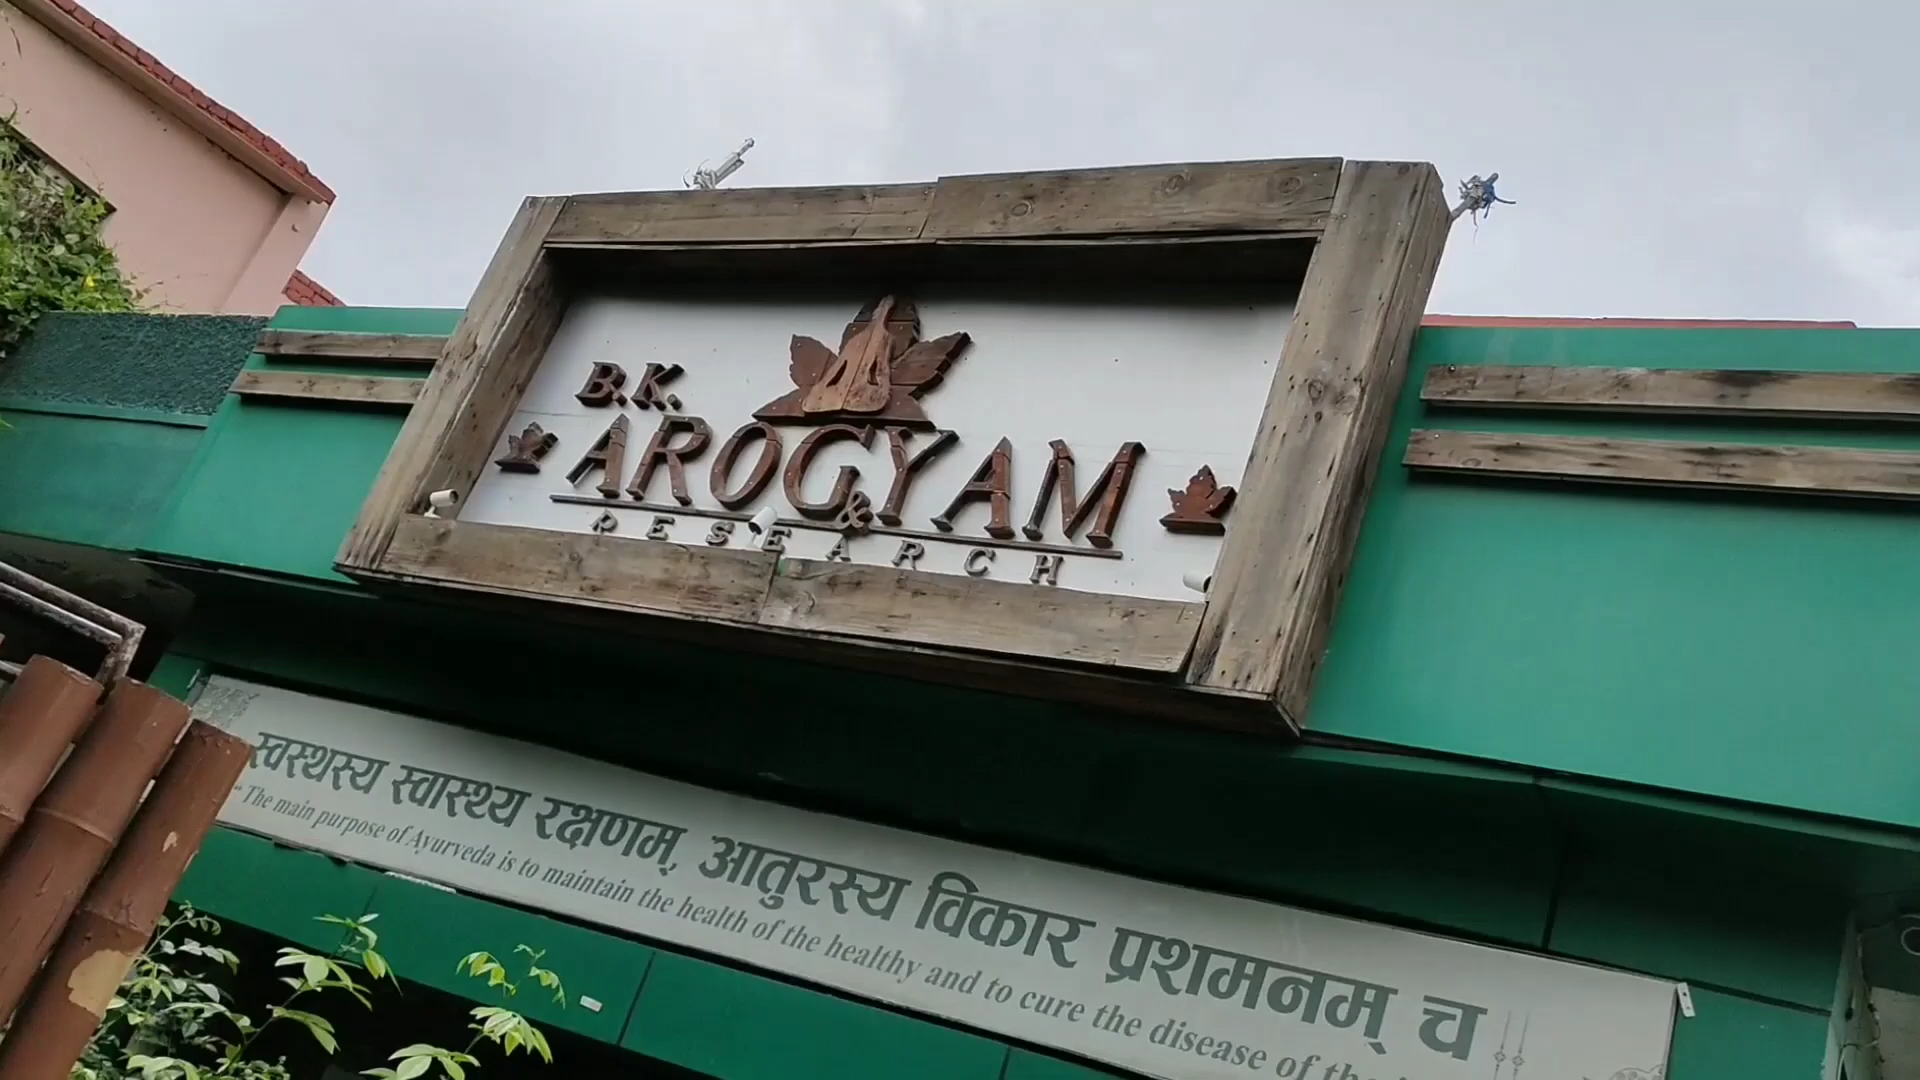 B.K.
AROGYAM
&
RESEARCH
स्वस्थस्य स्वास्थ्य रक्षणम्, आतुरस्य विकार प्रशमनम् च
"The main purpose of Ayurveda is to maintain the health of the healthy and to cure the disease of the